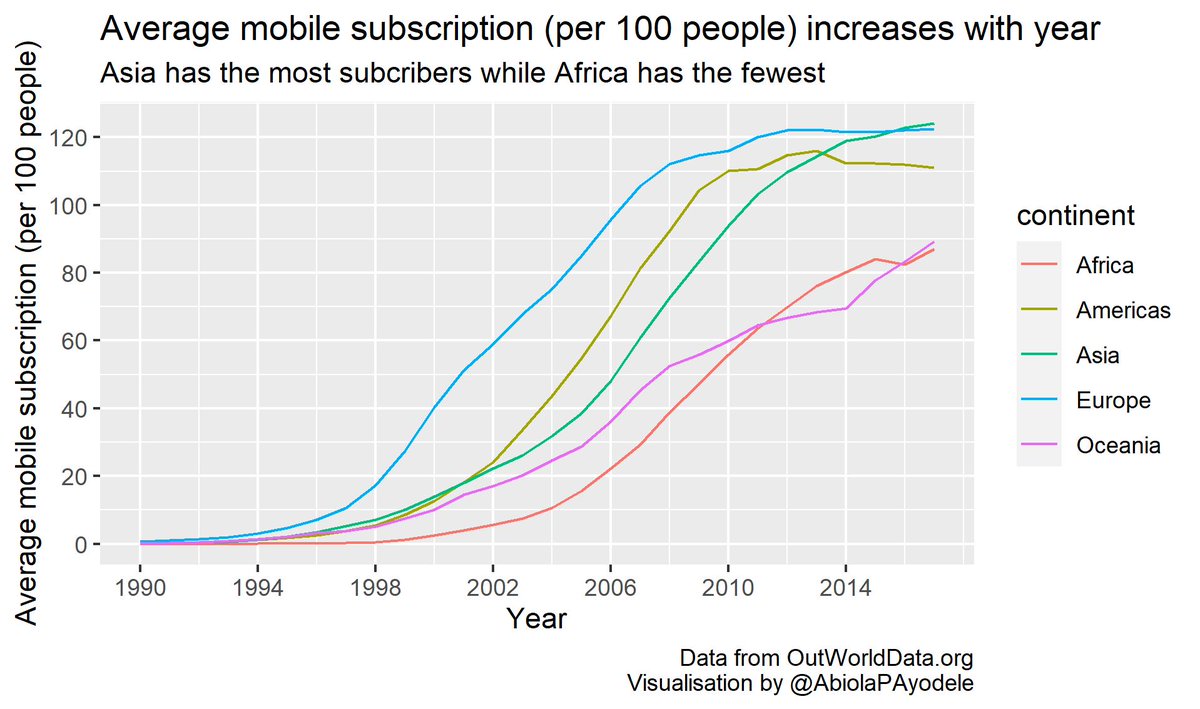 Average mobile subscription (per 100 people) increases with year
Asia has the most subcribers while Africa has the fewest
Average mobile subscription (per 100 people)
120
100
80
60
40
20
0
1990 1994 1998 2002 2006 2010 2014
Year
continent
Africa
Americas
Asia
Europe
Oceania
Data from OutWorldData.org
Visualisation by @AbiolaPAyodele